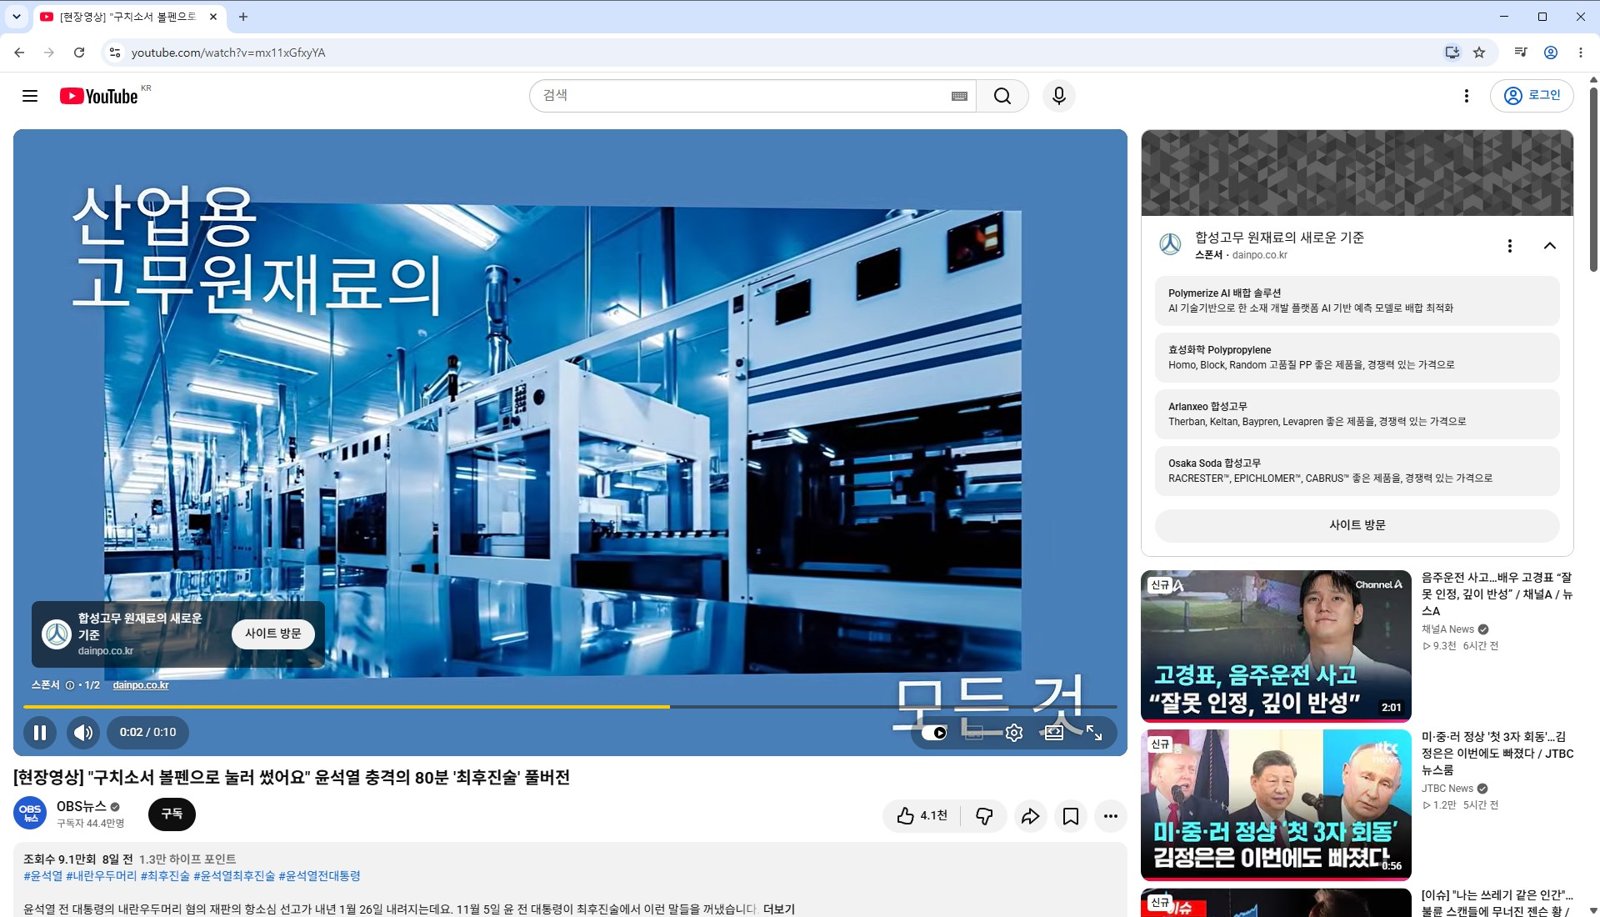 [현장영상] "구치소서 볼펜으로
youtube.com/watch?v=mx11xGfxyYA
YouTube KR
검색
로그인
산업용
고무원재료의
모든 것
합성고무 원재료의 새로운
기준
dainpo.co.kr
사이트 방문
스폰서 · 1/2 dainpo.co.kr
0:02 / 0:10
[현장영상] "구치소서 볼펜으로 눌러 썼어요" 윤석열 충격의 80분 '최후진술' 풀버전
OBS 뉴스
OBS뉴스
구독자 44.4만명
구독
4.1천
조회수 9.1만회 8일 전 1.3만 하이프 포인트
#윤석열 #내란우두머리 #최후진술 #윤석열최후진술 #윤석열전대통령
윤석열 전 대통령의 내란우두머리 혐의 재판의 항소심 선고가 내년 1월 26일 내려지는데요. 11월 5일 윤 전 대통령이 최후진술에서 이런 말들을 꺼냈습니다. 더보기
합성고무 원재료의 새로운 기준
스폰서 · dainpo.co.kr
Polymerize AI 배합 솔루션
AI 기술기반으로 한 소재 개발 플랫폼 AI 기반 예측 모델로 배합 최적화
효성화학 Polypropylene
Homo, Block, Random 고품질 PP 좋은 제품을, 경쟁력 있는 가격으로
Arlanxeo 합성고무
Therban, Keltan, Baypren, Levapren 좋은 제품을, 경쟁력 있는 가격으로
Osaka Soda 합성고무
RACRESTER™, EPICHLOMER™, CABRUS™ 좋은 제품을, 경쟁력 있는 가격으로
사이트 방문
신규
Channel A
고경표, 음주운전 사고
"잘못 인정, 깊이 반성"
2:01
음주운전 사고…배우 고경표 "잘
못 인정, 깊이 반성" / 채널A / 뉴
스A
채널A News
9.3천 6시간 전
신규
jtbc
NEWS
미·중·러 정상 '첫 3자 회동'
김정은은 이번에도 빠졌다
0:56
미·중·러 정상 '첫 3자 회동'…김
정은은 이번에도 빠졌다 / JTBC
뉴스룸
JTBC News
1.2만 5시간 전
신규
이슈
[이슈] "나는 쓰레기 같은 인간"…
불륜 스캔들에 무너진 젠슨 황 /